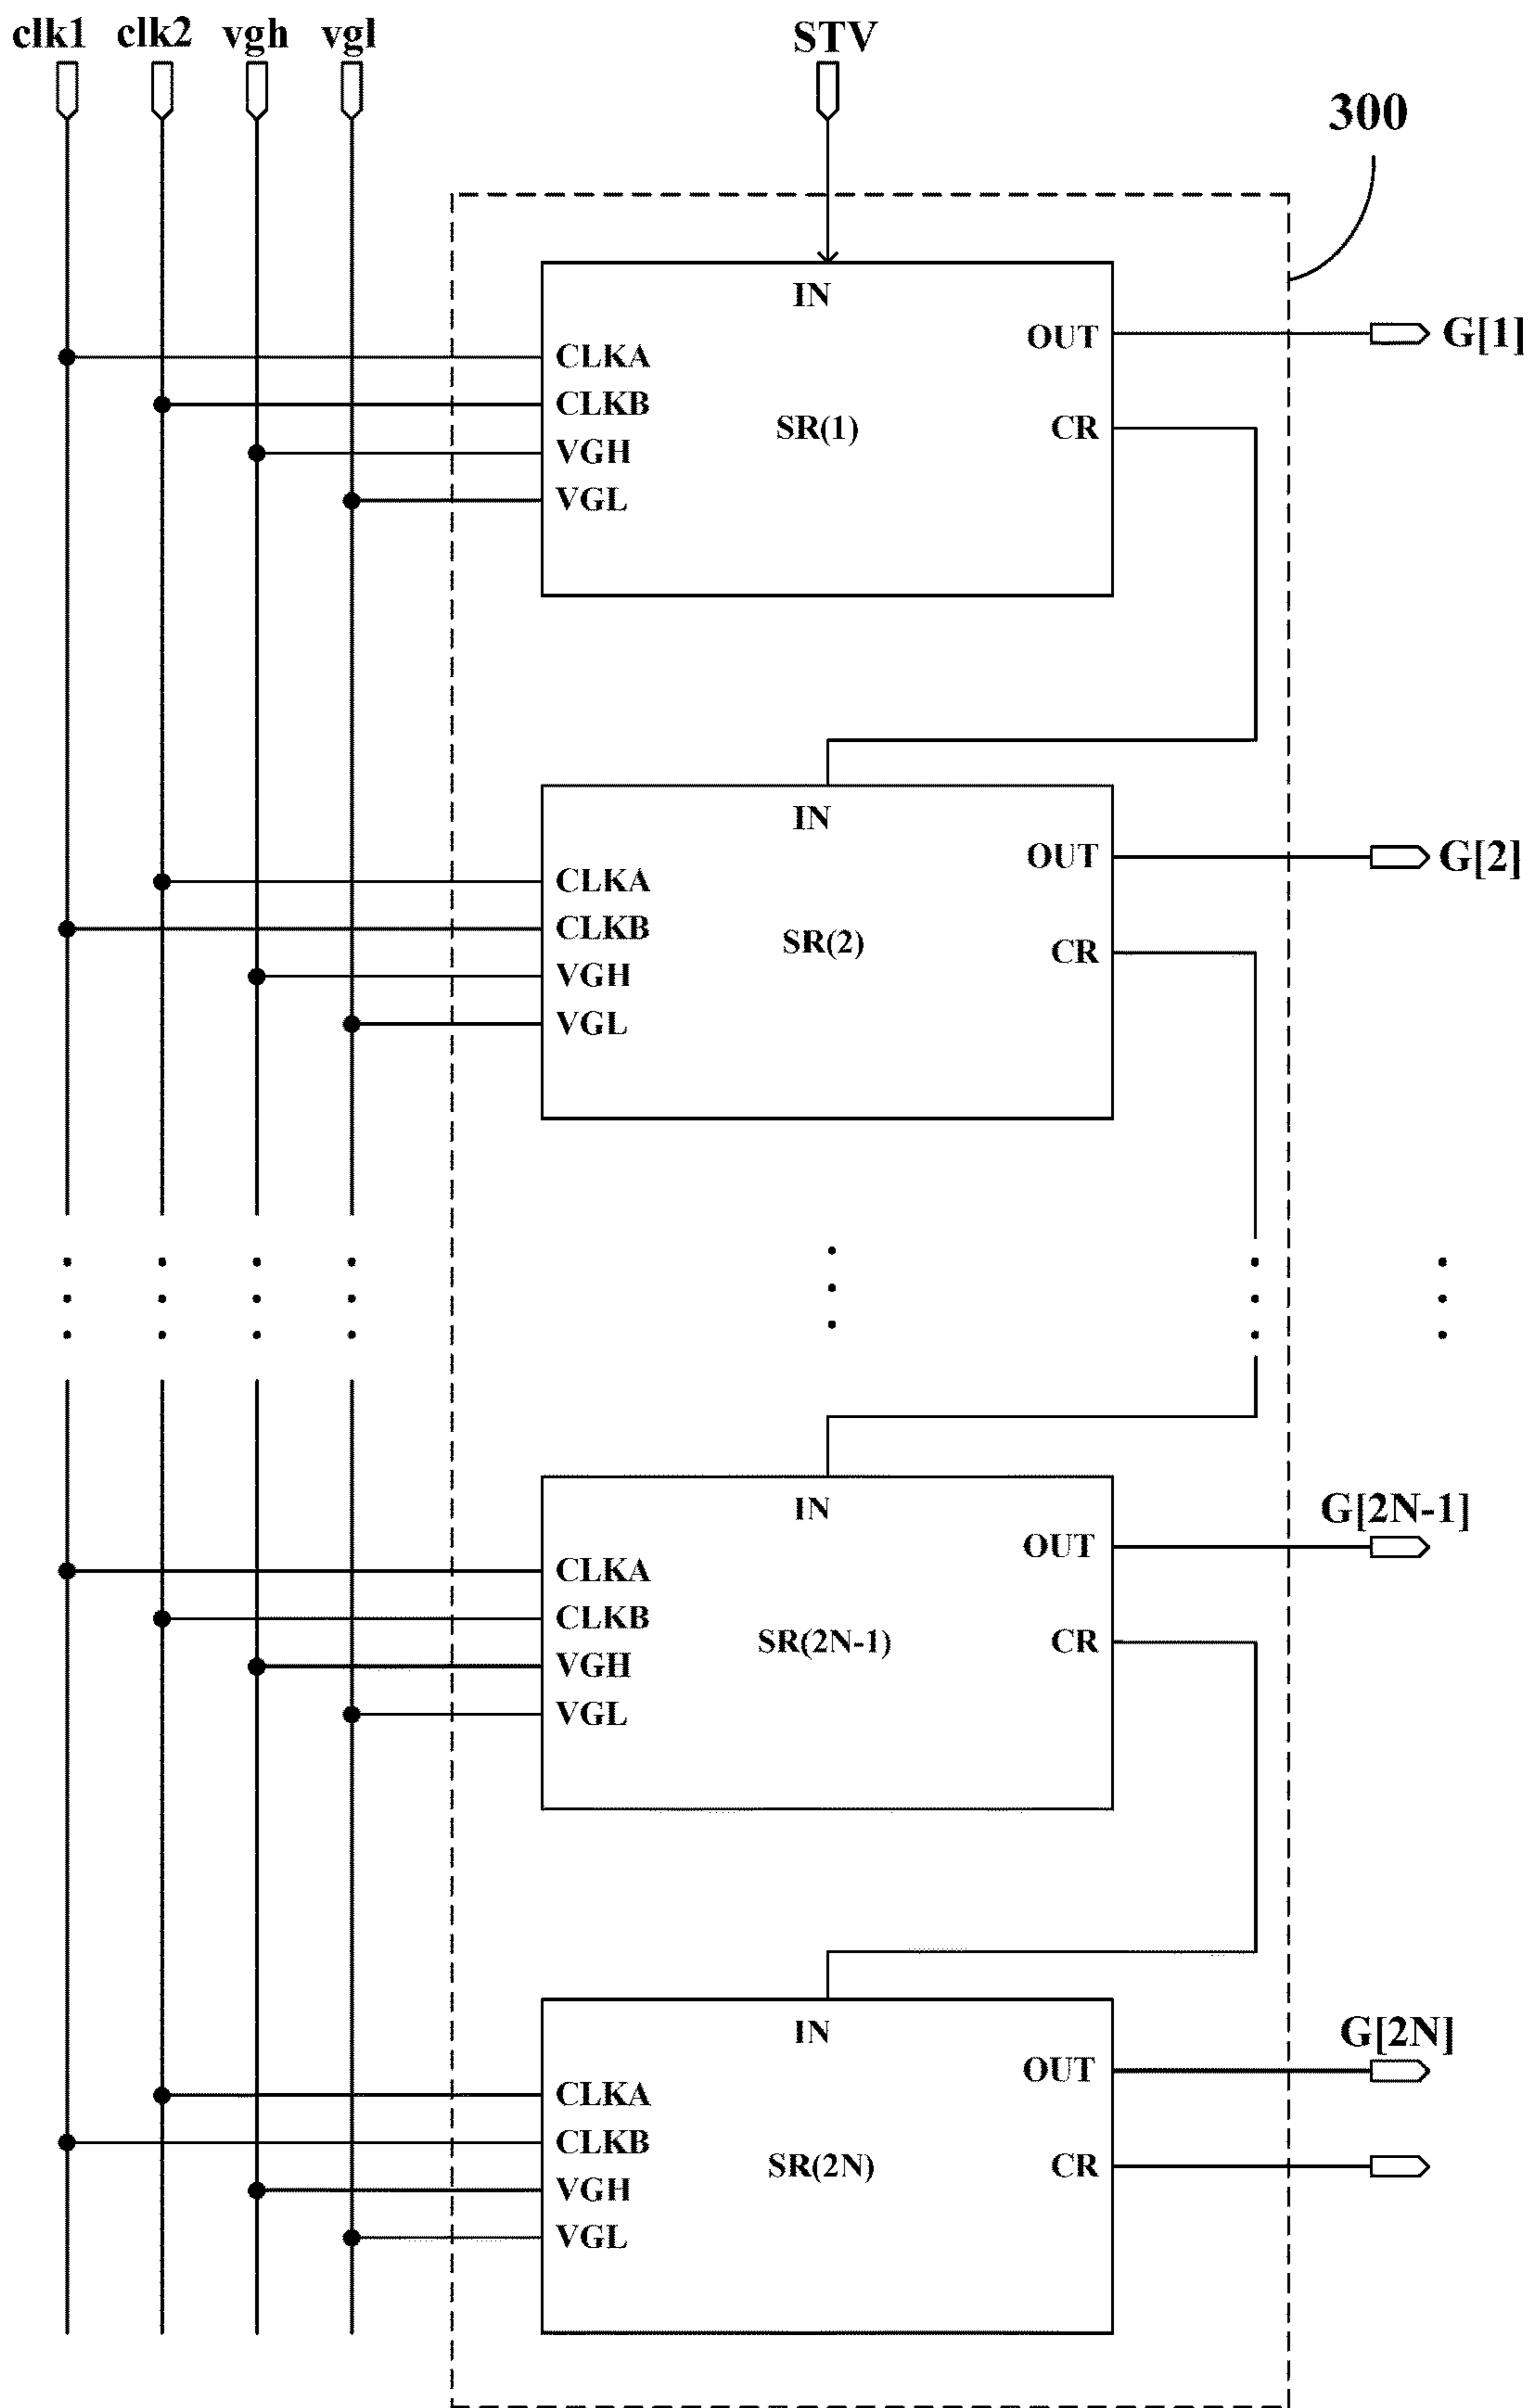 clk1 clk2 vgh vgl STV
300
IN
OUT G[1]
CLKA
CLKB
SR(1) CR
VGH
VGL
IN
OUT G[2]
CLKA
CLKB
SR(2) CR
VGH
VGL
IN
G[2N-1]
OUT
CLKA
CLKB
SR(2N-1) CR
VGH
VGL
IN
G[2N]
OUT
CLKA
CLKB
SR(2N) CR
VGH
VGL